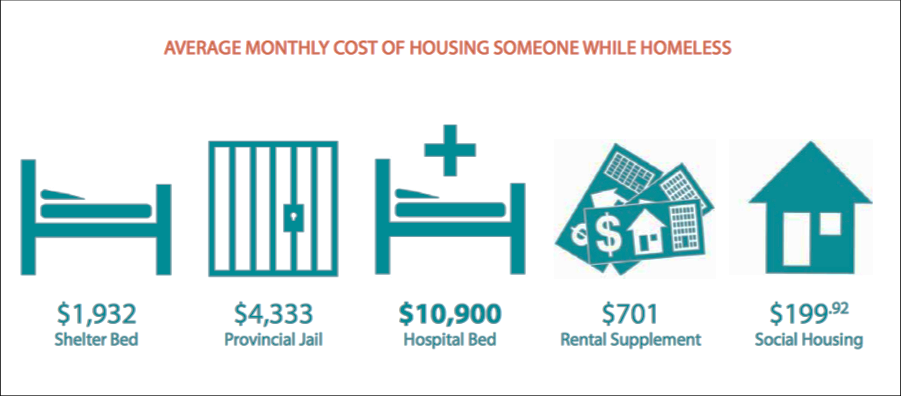 AVERAGE MONTHLY COST OF HOUSING SOMEONE WHILE HOMELESS
$
$
$1,932
Shelter Bed
$4,333
Provincial Jail
$10,900
Hospital Bed
$701
Rental Supplement
$199.92
Social Housing